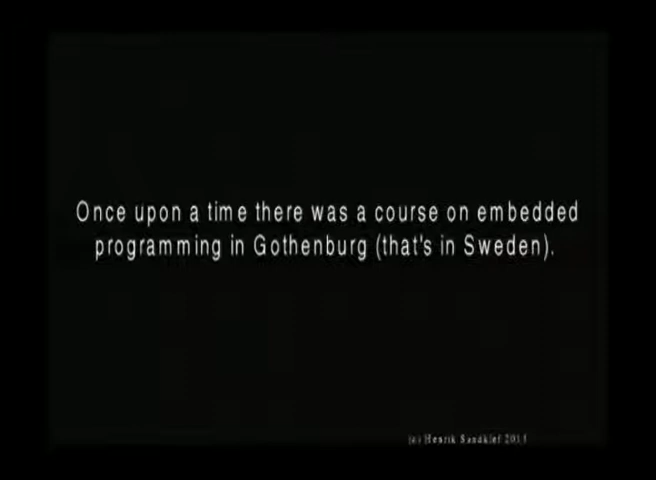 Once upon a time there was a course on embedded
programming in Gothenburg (that's in Sweden).
(c) Henrik Sandklef